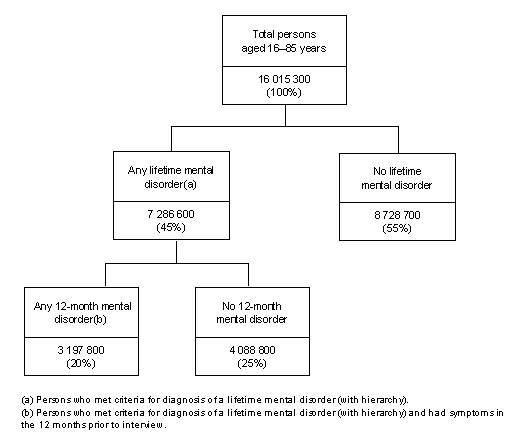 Total persons
aged 16–85 years
16 015 300
(100%)
Any lifetime mental
disorder(a)
7 286 600
(45%)
No lifetime
mental disorder
8 728 700
(55%)
Any 12-month mental
disorder(b)
3 197 800
(20%)
No 12-month
mental disorder
4 088 800
(25%)
(a) Persons who met criteria for diagnosis of a lifetime mental disorder (with hierarchy).
(b) Persons who met criteria for diagnosis of a lifetime mental disorder (with hierarchy) and had symptoms in
the 12 months prior to interview.